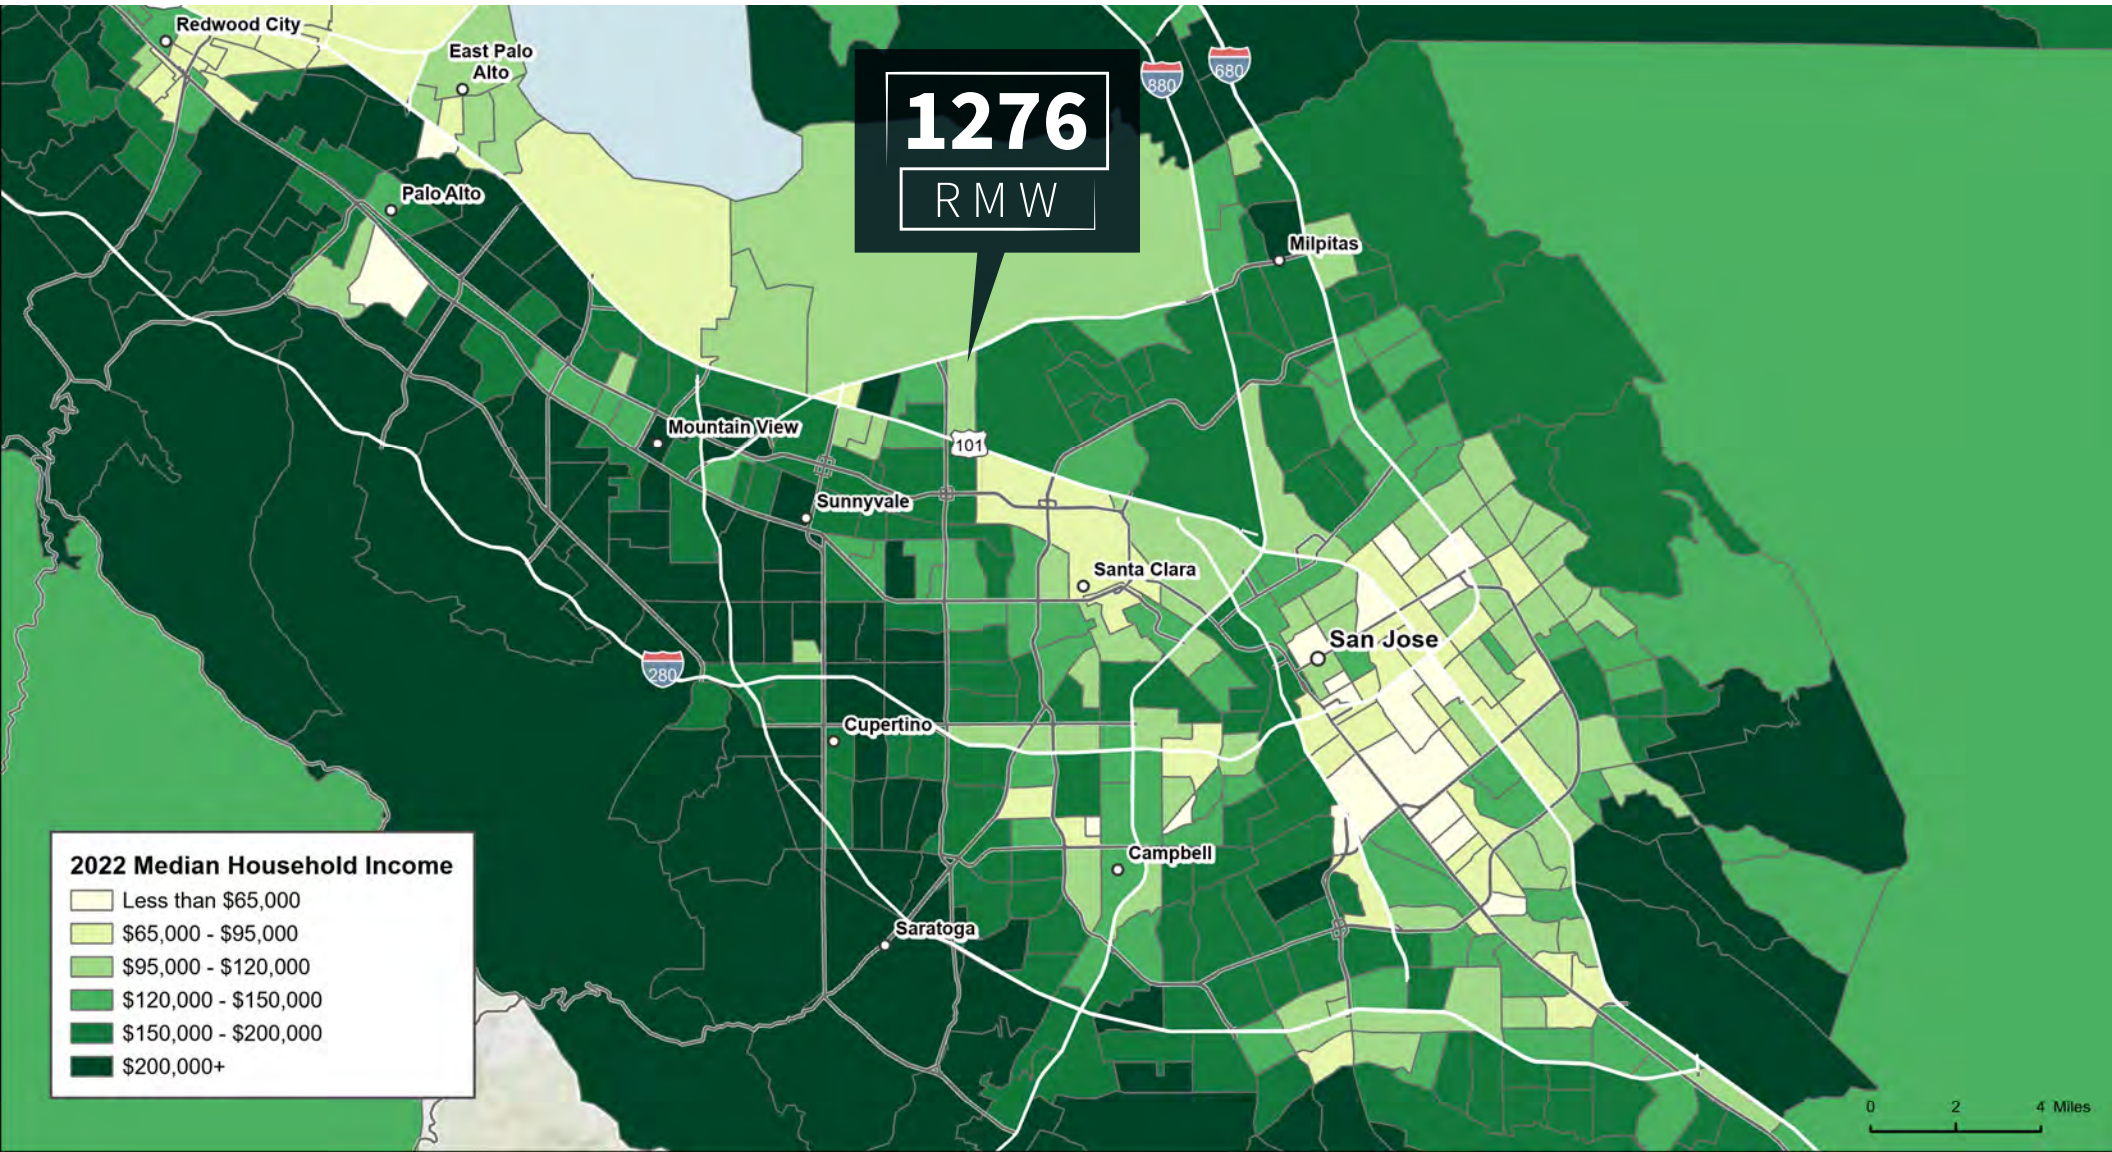 Redwood City
East Palo
Alto
880
680
1276
RMW
Palo Alto
Milpitas
Mountain View
101
Sunnyvale
Santa Clara
San Jose
280
Cupertino
Campbell
Saratoga
2022 Median Household Income
Less than $65,000
$65,000 - $95,000
$95,000 - $120,000
$120,000 - $150,000
$150,000 - $200,000
$200,000+
0 2 4 Miles